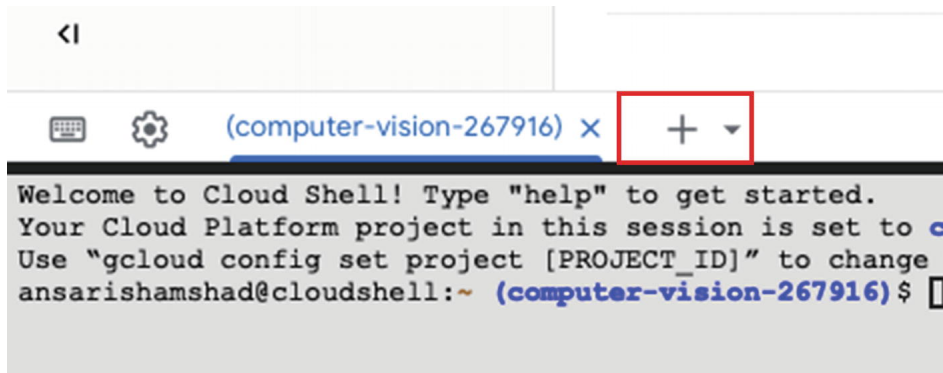 (computer-vision-267916)
Welcome to Cloud Shell! Type "help" to get started.
Your Cloud Platform project in this session is set to c
Use “gcloud config set project [PROJECT_ID]” to change
ansarishamshad@cloudshell:~ (computer-vision-267916)$